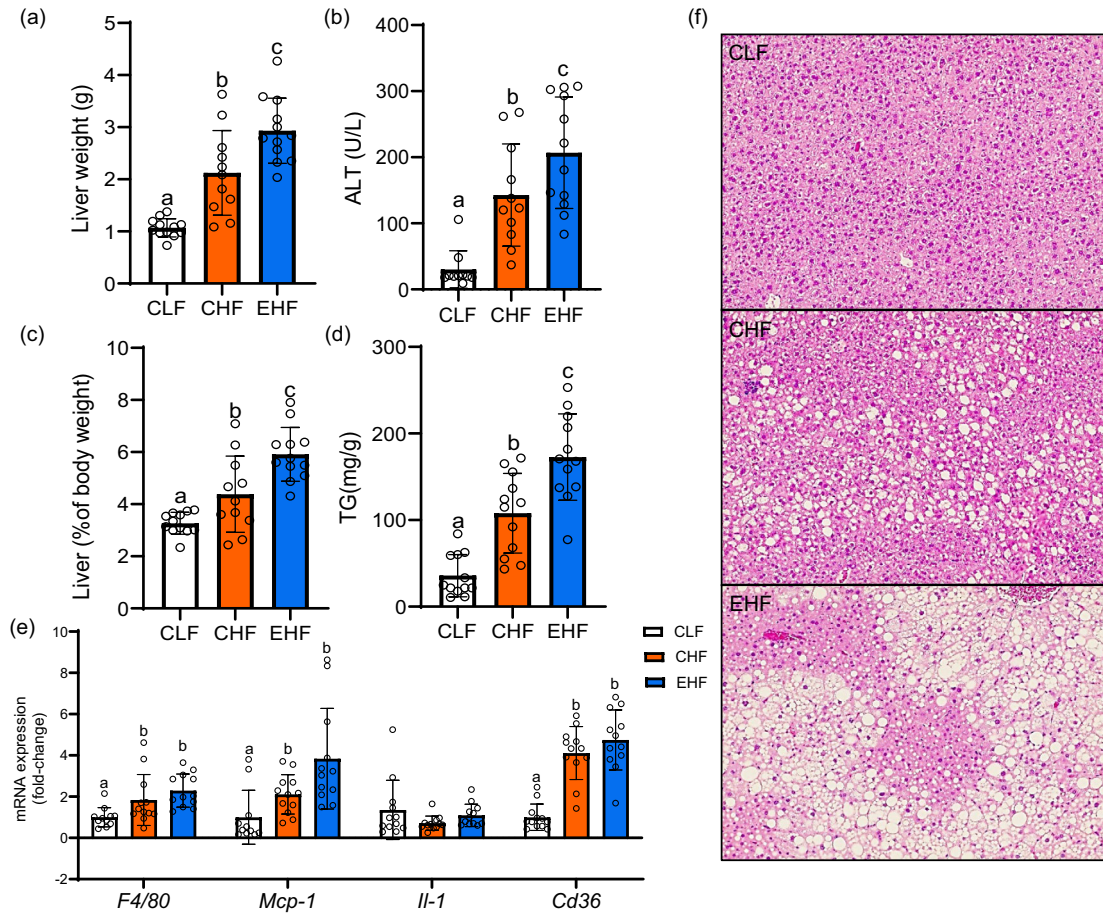 (a)
Liver weight (g)
5
4
3
2
1
0
a
b
c
CLF
CHF
EHF
(b)
ALT (U/L)
400
300
200
100
0
a
b
c
CLF
CHF
EHF
(c)
Liver (%of body weight)
10
8
6
4
2
0
a
b
c
CLF
CHF
EHF
(d)
TG(mg/g)
300
200
100
0
a
b
c
CLF
CHF
EHF
(e)
mRNA expression
(fold-change)
10
8
6
4
2
0
-2
a
b
b
a
b
b
a
b
b
F4/80
Mcp-1
Il-1
Cd36
CLF
CHF
EHF
(f)
CLF
CHF
EHF